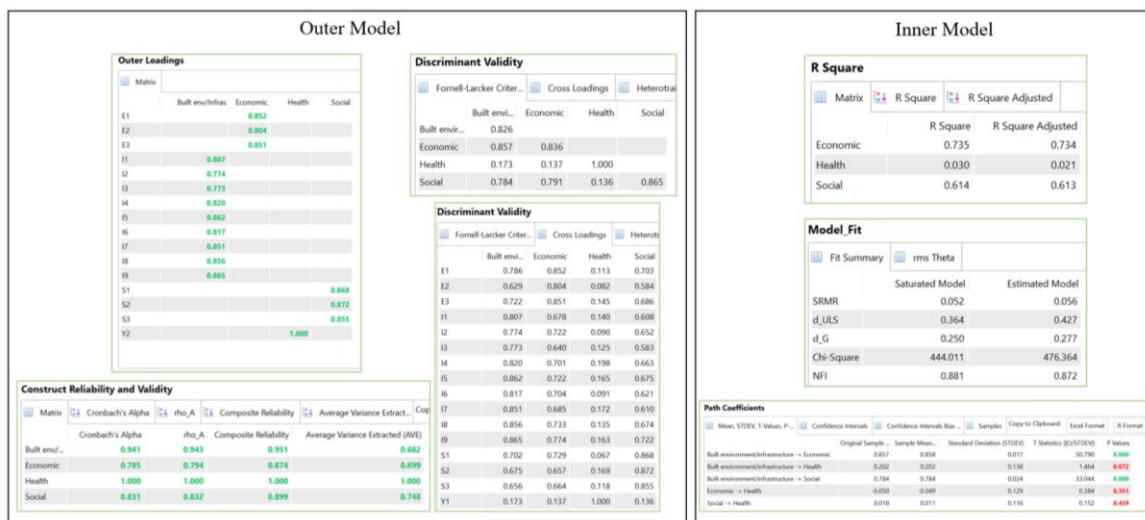 Outer Model
Outer Loadings
Matrix
Built env/Infras Economic Health Social
E1 0.852
E2 0.804
E3 0.851
I1 0.807
I2 0.774
I3 0.773
I4 0.820
I5 0.862
I6 0.817
I7 0.851
I8 0.856
I9 0.865
S1 0.868
S2 0.872
S3 0.855
Y2 1.000
Discriminant Validity
Fornell-Larcker Criter... Cross Loadings Heterotrai
Built envi... Economic Health Social
Built envir... 0.826
Economic 0.857 0.836
Health 0.173 0.137 1.000
Social 0.784 0.791 0.136 0.865
Discriminant Validity
Fornell-Larcker Criter... Cross Loadings Heterotr
Built envi... Economic Health Social
E1 0.786 0.852 0.113 0.703
E2 0.629 0.804 0.082 0.584
E3 0.722 0.851 0.145 0.686
I1 0.807 0.678 0.140 0.608
I2 0.774 0.722 0.090 0.652
I3 0.773 0.640 0.125 0.583
I4 0.820 0.701 0.198 0.663
I5 0.862 0.722 0.165 0.675
I6 0.817 0.704 0.091 0.621
I7 0.851 0.685 0.172 0.610
I8 0.856 0.733 0.135 0.674
I9 0.865 0.774 0.163 0.722
S1 0.702 0.729 0.067 0.868
S2 0.675 0.657 0.169 0.872
S3 0.656 0.664 0.118 0.855
Y1 0.173 0.137 1.000 0.136
Construct Reliability and Validity
Matrix Cronbach's Alpha rho_A Composite Reliability Average Variance Extract... Cop
Cronbach's Alpha rho_A Composite Reliability Average Variance Extracted (AVE)
Built env/... 0.941 0.943 0.951 0.682
Economic 0.785 0.794 0.874 0.699
Health 1.000 1.000 1.000 1.000
Social 0.831 0.832 0.899 0.748
Inner Model
R Square
Matrix R Square R Square Adjusted
R Square R Square Adjusted
Economic 0.735 0.734
Health 0.030 0.021
Social 0.614 0.613
Model_Fit
Fit Summary rms Theta
Saturated Model Estimated Model
SRMR 0.052 0.056
d_ULS 0.364 0.427
d_G 0.250 0.277
Chi-Square 444.011 476.364
NFI 0.881 0.872
Path Coefficients
Mean, STDEV, T-Values, P-... Confidence Intervals Confidence Intervals Bias ... Samples Copy to Clipboard: Excel Format R Format
Original Sample ... Sample Mean... Standard Deviation (STDEV) T Statistics (|O/STDEV|) P Values
Built environment/infrastructure -> Economic 0.857 0.858 0.017 50.790 0.000
Built environment/infrastructure -> Health 0.202 0.202 0.138 1.464 0.072
Built environment/infrastructure -> Social 0.784 0.784 0.024 33.044 0.000
Economic -> Health -0.050 -0.049 0.129 0.384 0.351
Social -> Health 0.018 0.011 0.116 0.152 0.439